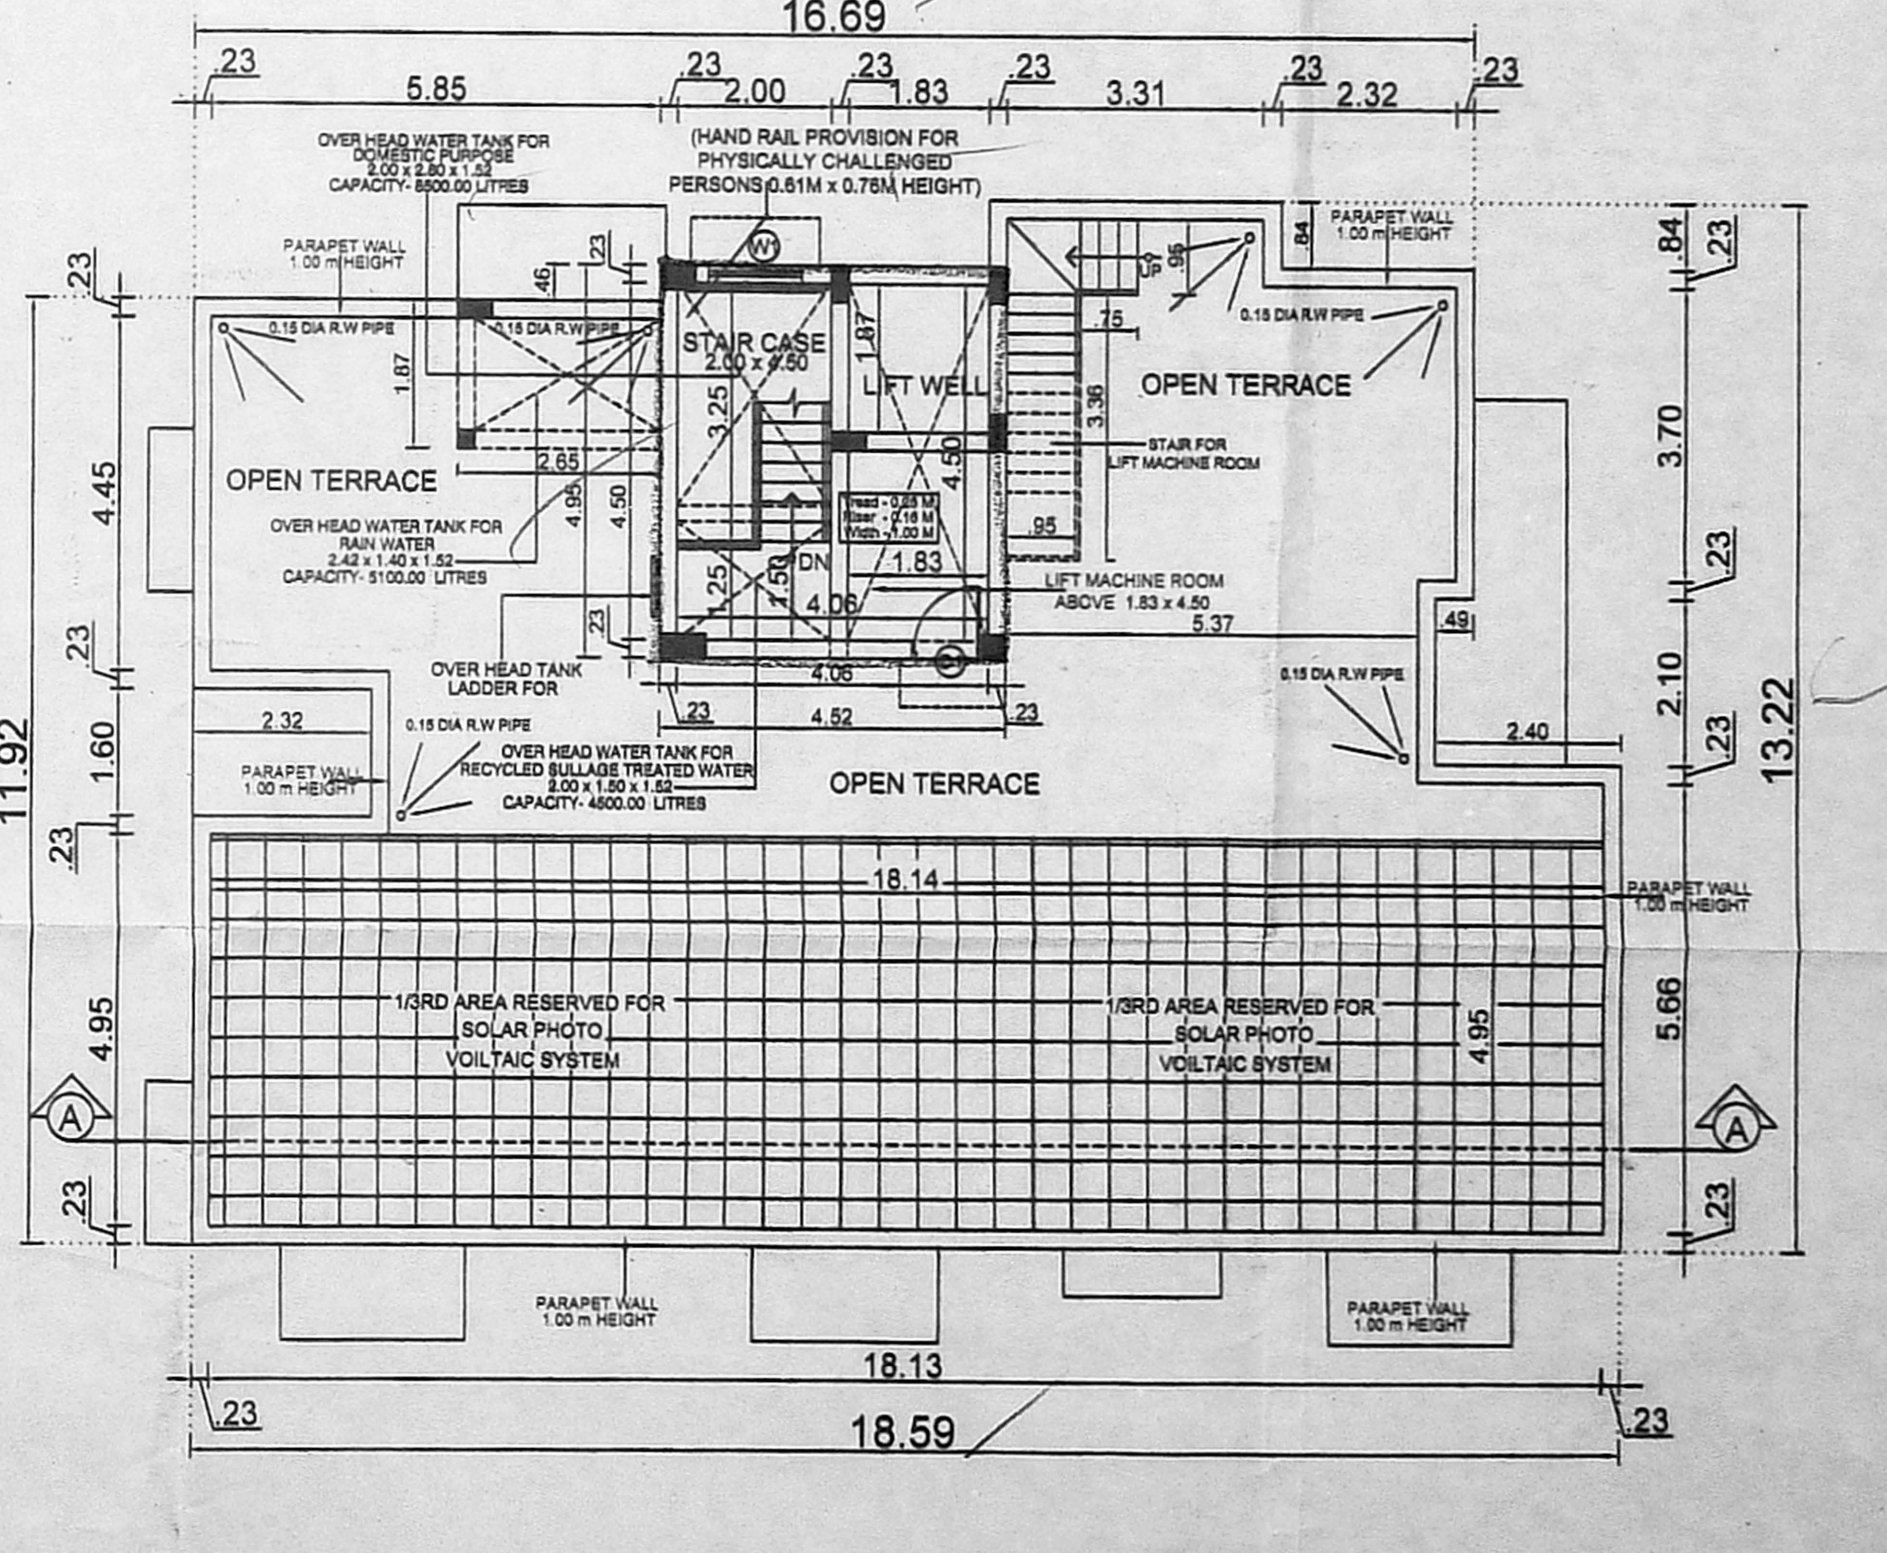 16.69
.23
5.85
.23
2.00
.23
1.83
.23
3.31
.23
2.32
.23
OVER HEAD WATER TANK FOR
DOMESTIC PURPOSE
2.00 x 2.80 x 1.52
CAPACITY- 8500.00 LITRES
(HAND RAIL PROVISION FOR
PHYSICALLY CHALLENGED
PERSONS 0.61M x 0.76M HEIGHT)
PARAPET WALL
1.00 m HEIGHT
W1
PARAPET WALL
1.00 m HEIGHT
.84
.84
.23
.23
.46
.23
UP
.95
0.15 DIA R.W PIPE
0.15 DIA R.W PIPE
0.15 DIA R.W PIPE
.75
STAIR CASE
2.00 x 4.50
1.87
LIFT WELL
OPEN TERRACE
1.87
3.25
3.36
3.70
STAIR FOR
LIFT MACHINE ROOM
4.50
2.65
OPEN TERRACE
4.45
4.95
4.50
Tread - 0.25 M
Riser - 0.16 M
Width - 1.00 M
.95
OVER HEAD WATER TANK FOR
RAIN WATER
2.42 x 1.40 x 1.52
CAPACITY- 5100.00 LITRES
DN
1.83
.23
1.25
1.50
LIFT MACHINE ROOM
ABOVE 1.83 x 4.50
4.06
5.37
.49
.23
.23
OVER HEAD TANK
LADDER FOR
4.06
0.15 DIA R.W PIPE
2.10
.23
4.52
.23
2.32
0.15 DIA R.W PIPE
2.40
.23
13.22
11.92
1.60
PARAPET WALL
1.00 m HEIGHT
OVER HEAD WATER TANK FOR
RECYCLED SULLAGE TREATED WATER
2.00 x 1.50 x 1.52
CAPACITY- 4500.00 LITRES
OPEN TERRACE
.23
18.14
PARAPET WALL
1.00 m HEIGHT
1/3RD AREA RESERVED FOR
SOLAR PHOTO
VOILTAIC SYSTEM
1/3RD AREA RESERVED FOR
SOLAR PHOTO
VOILTAIC SYSTEM
4.95
4.95
5.66
A
A
.23
.23
PARAPET WALL
1.00 m HEIGHT
PARAPET WALL
1.00 m HEIGHT
18.13
.23
.23
18.59